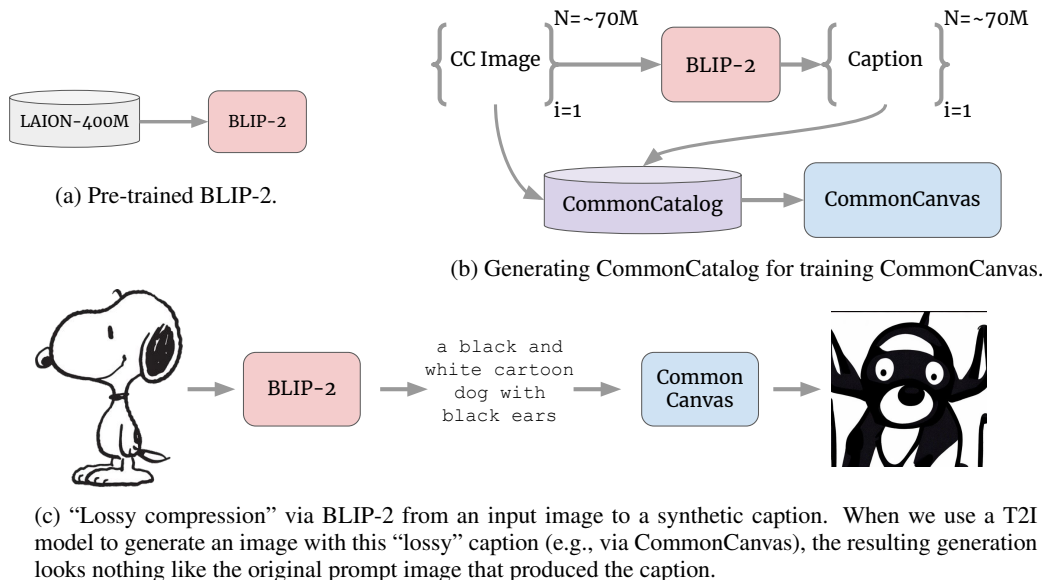 LAION-400M
BLIP-2
(a) Pre-trained BLIP-2.
N=~70M
N=~70M
CC Image
BLIP-2
Caption
i=1
i=1
CommonCatalog
CommonCanvas
(b) Generating CommonCatalog for training CommonCanvas.
BLIP-2
a black and
white cartoon
dog with
black ears
Common
Canvas
(c) “Lossy compression” via BLIP-2 from an input image to a synthetic caption. When we use a T2I
model to generate an image with this “lossy” caption (e.g., via CommonCanvas), the resulting generation
looks nothing like the original prompt image that produced the caption.